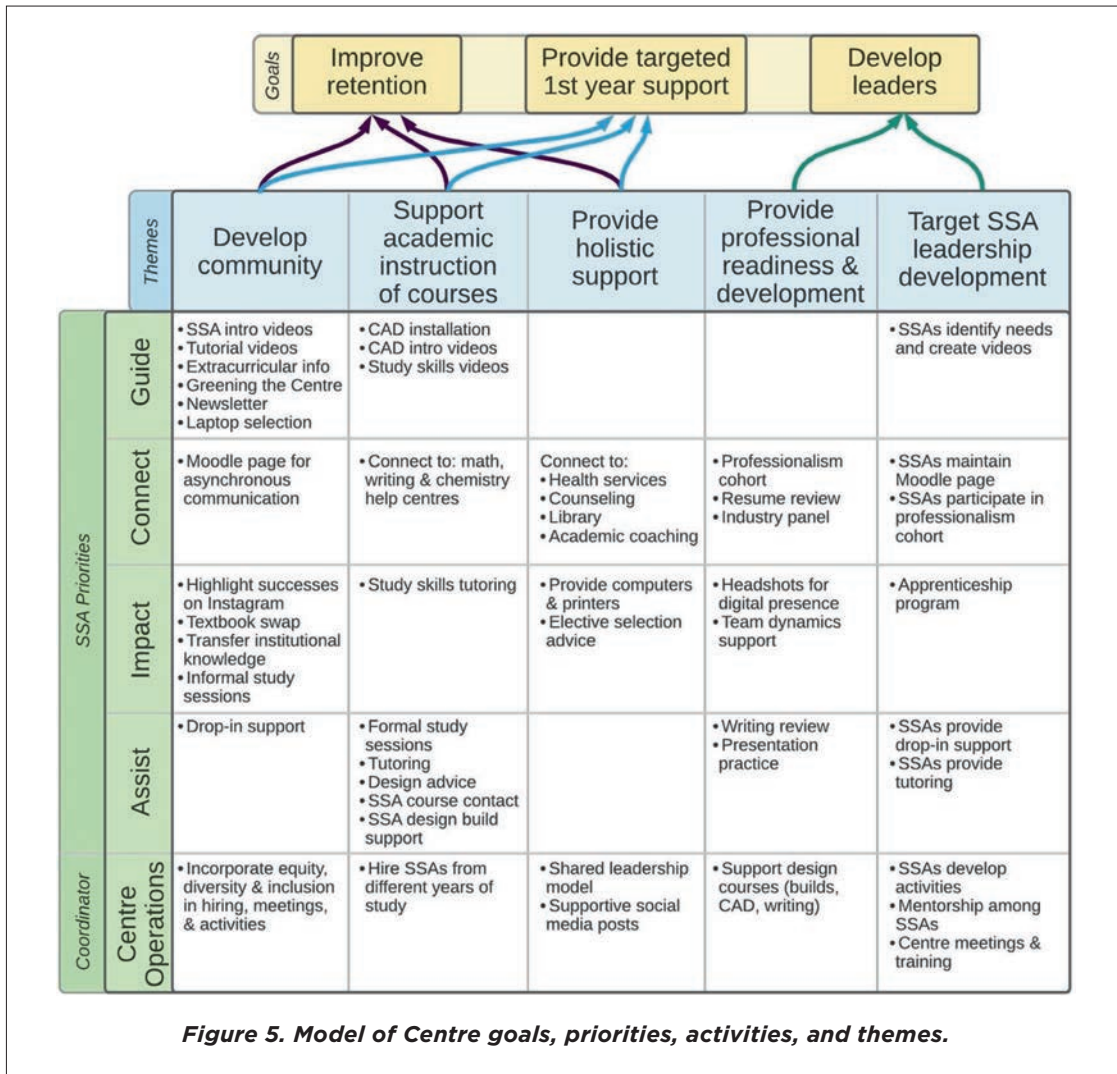 Goals
Improve
retention
Provide targeted
1st year support
Develop
leaders
Themes
Develop
community
Support
academic
instruction
of courses
Provide
holistic
support
Provide
professional
readiness &
development
Target SSA
leadership
development
SSA Priorities
Guide
• SSA intro videos
• Tutorial videos
• Extracurricular info
• Greening the Centre
• Newsletter
• Laptop selection
• CAD installation
• CAD intro videos
• Study skills videos
• SSAs identify needs
and create videos
Connect
• Moodle page for
asynchronous
communication
• Connect to: math,
writing & chemistry
help centres
Connect to:
• Health services
• Counseling
• Library
• Academic coaching
• Professionalism
cohort
• Resume review
• Industry panel
• SSAs maintain
Moodle page
• SSAs participate in
professionalism
cohort
Impact
• Highlight successes
on Instagram
• Textbook swap
• Transfer institutional
knowledge
• Informal study
sessions
• Study skills tutoring
• Provide computers
& printers
• Elective selection
advice
• Headshots for
digital presence
• Team dynamics
support
• Apprenticeship
program
Assist
• Drop-in support
• Formal study
sessions
• Tutoring
• Design advice
• SSA course contact
• SSA design build
support
• Writing review
• Presentation
practice
• SSAs provide
drop-in support
• SSAs provide
tutoring
Coordinator
Centre
Operations
• Incorporate equity,
diversity & inclusion
in hiring, meetings,
& activities
• Hire SSAs from
different years of
study
• Shared leadership
model
• Supportive social
media posts
• Support design
courses (builds,
CAD, writing)
• SSAs develop
activities
• Mentorship among
SSAs
• Centre meetings &
training
Figure 5. Model of Centre goals, priorities, activities, and themes.